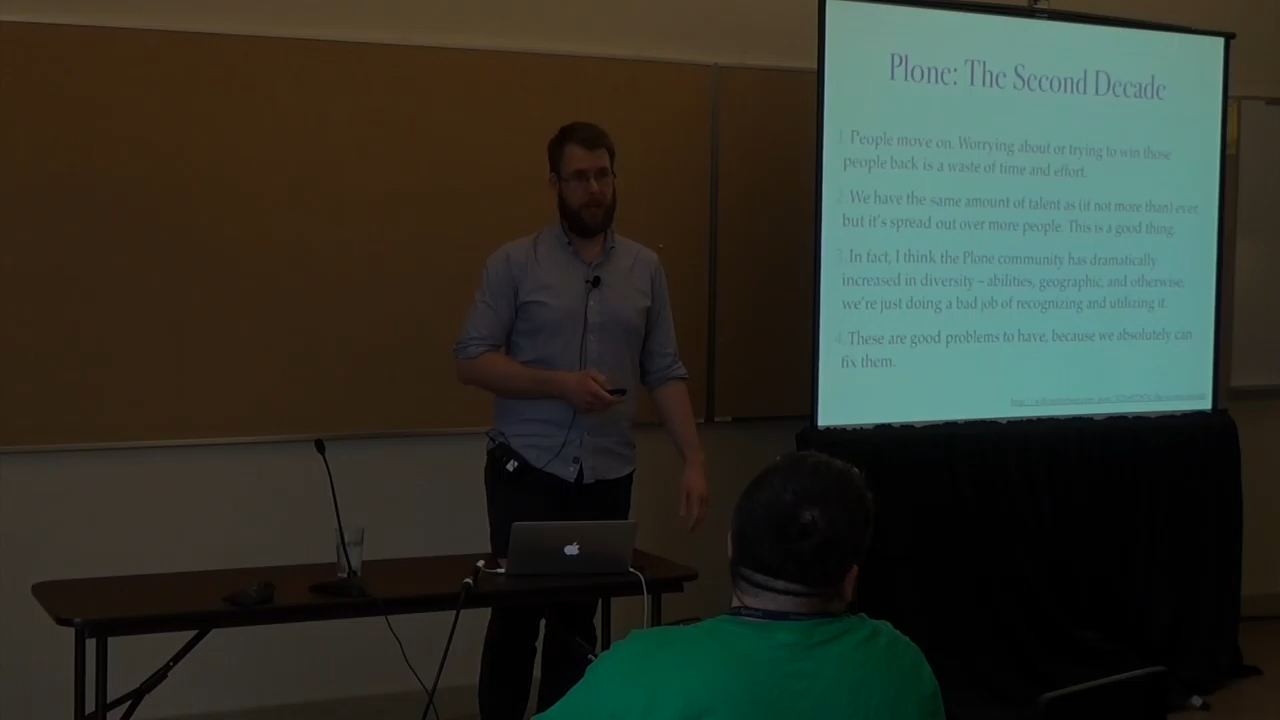 Plone: The Second Decade
1. People move on. Worrying about or trying to win those
people back is a waste of time and effort.
2. We have the same amount of talent as (if not more than) ever
but it's spread out over more people. This is a good thing.
3. In fact, I think the Plone community has dramatically
increased in diversity – abilities, geographic, and otherwise;
we're just doing a bad job of recognizing and utilizing it.
4. These are good problems to have, because we absolutely can
fix them.